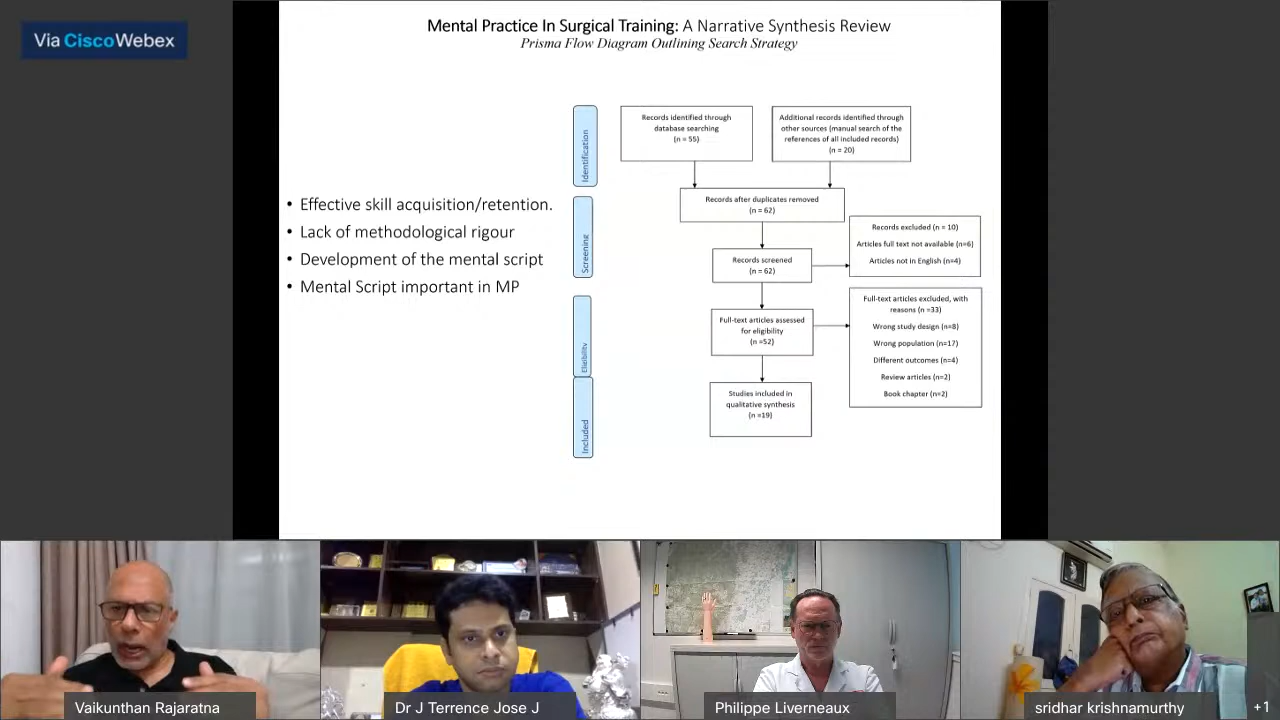 Via Cisco Webex
Mental Practice In Surgical Training: A Narrative Synthesis Review
Prisma Flow Diagram Outlining Search Strategy
• Effective skill acquisition/retention.
• Lack of methodological rigour
• Development of the mental script
• Mental Script important in MP
Identification
Screening
Eligibility
Included
Records identified through
database searching
(n = 55)
Additional records identified through
other sources (manual search of the
references of all included records)
(n = 20)
Records after duplicates removed
(n = 62)
Records screened
(n = 62)
Records excluded (n = 10)
Articles full text not available (n=6)
Articles not in English (n=4)
Full-text articles assessed
for eligibility
(n =52)
Full-text articles excluded, with
reasons (n =33)
Wrong study design (n=8)
Wrong population (n=17)
Different outcomes (n=4)
Review articles (n=2)
Book chapter (n=2)
Studies included in
qualitative synthesis
(n =19)
Vaikunthan Rajaratna
Dr J Terrence Jose J
Philippe Liverneaux
sridhar krishnamurthy
+1